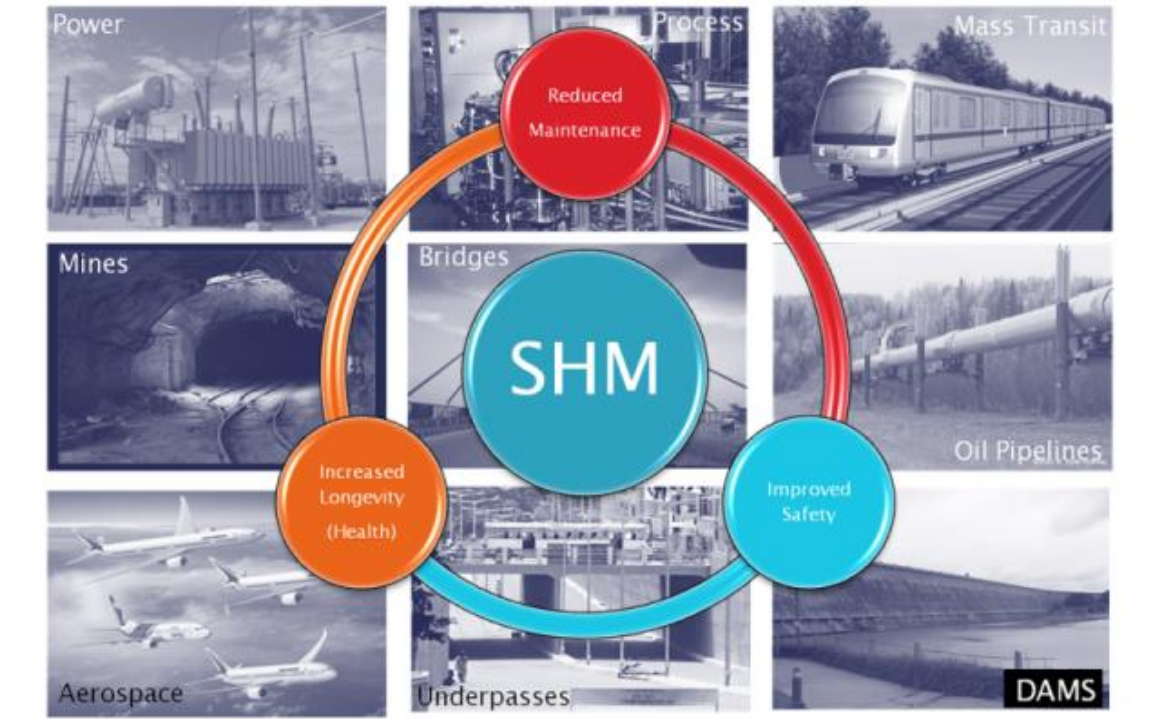 Power
Process
Mass Transit
Reduced
Maintenance
Mines
Bridges
SHM
Oil Pipelines
Increased
Longevity
(Health)
Improved
Safety
Aerospace
Underpasses
DAMS